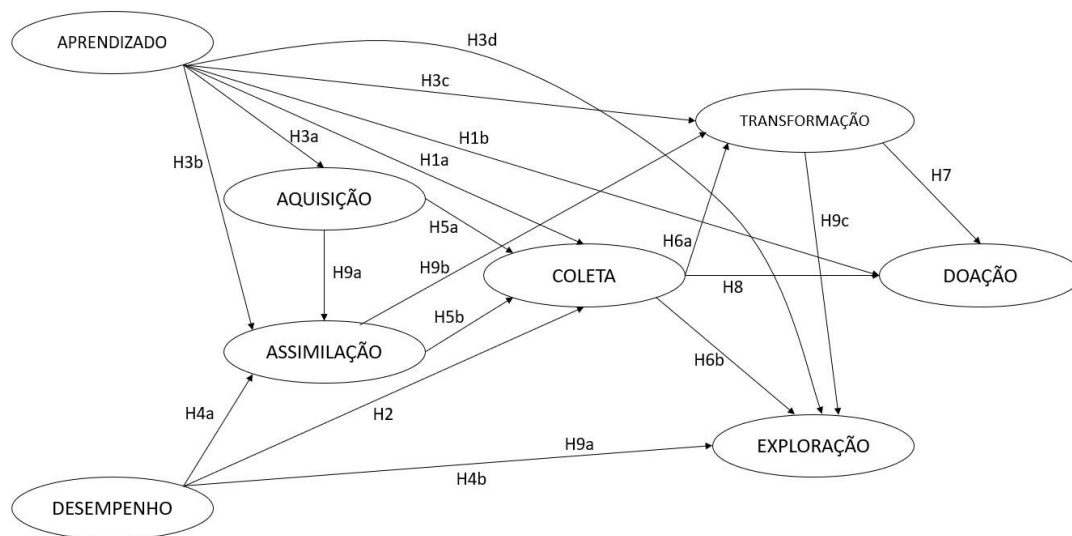 APRENDIZADO
H3d
H3c
TRANSFORMAÇÃO
H3a
H1b
H3b
H1a
H7
AQUISIÇÃO
H5a
H6a
H9c
H9a
H9b
COLETA
H8
DOAÇÃO
H5b
ASSIMILAÇÃO
H6b
H4a
H2
H9a
EXPLORAÇÃO
H4b
DESEMPENHO